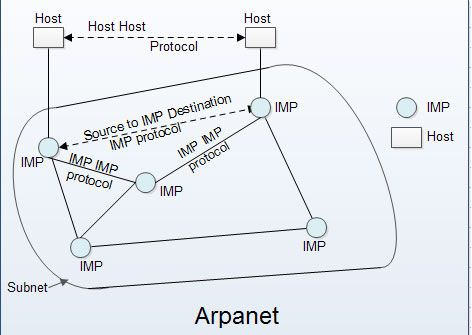 Host
Host Host
Host
Protocol
Source to IMP Destination
IMP protocol
IMP
IMP
IMP
Host
IMP
IMP IMP
protocol
IMP IMP
protocol
IMP
IMP
IMP
Subnet
Arpanet